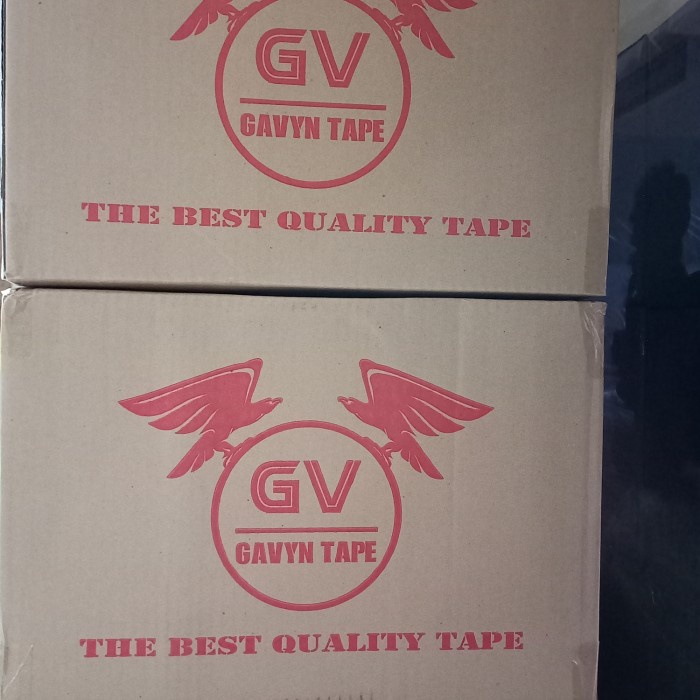 GV
GAVYN TAPE
THE BEST QUALITY TAPE
GV
GAVYN TAPE
THE BEST QUALITY TAPE